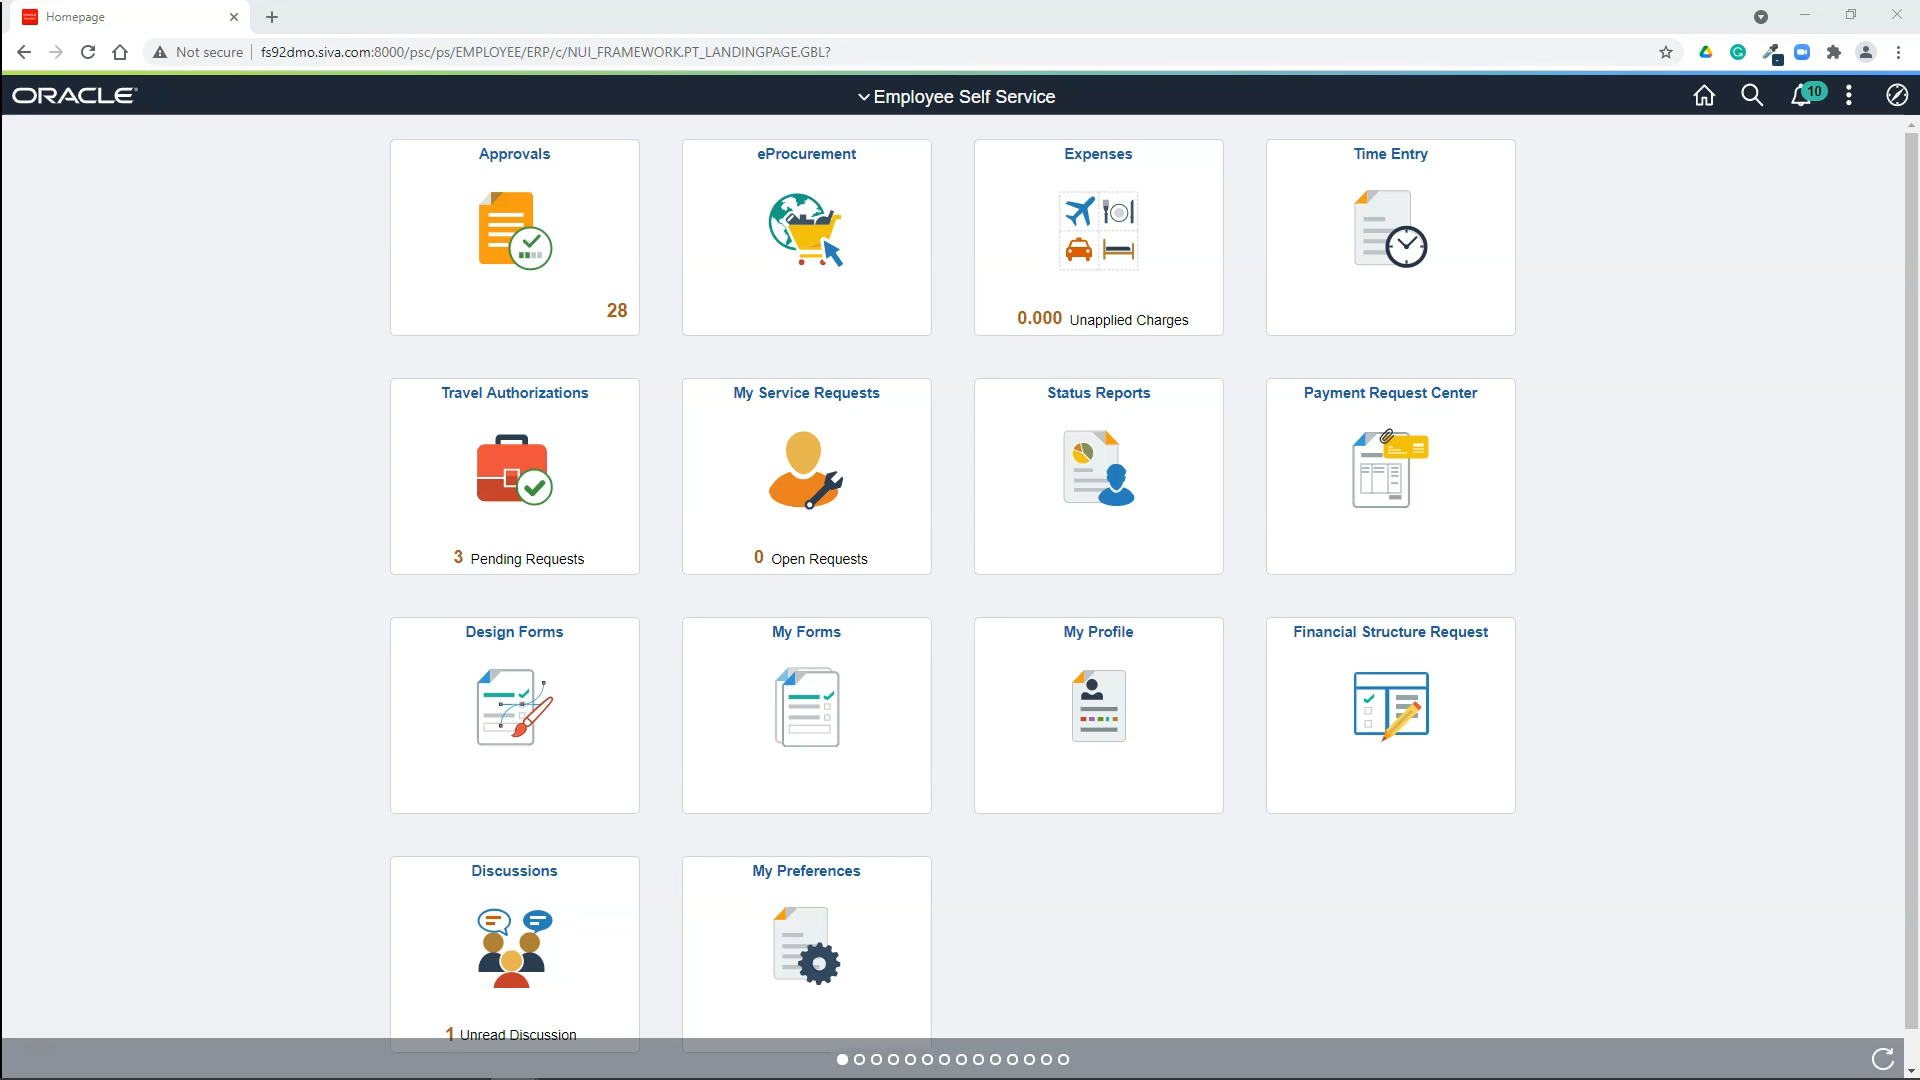 Homepage
Not secure
fs92dmo.siva.com:8000/psc/ps/EMPLOYEE/ERP/c/NUI_FRAMEWORK.PT_LANDINGPAGE.GBL?
ORACLE
Employee Self Service
10
Approvals
eProcurement
Expenses
Time Entry
28
0.000 Unapplied Charges
Travel Authorizations
My Service Requests
Status Reports
Payment Request Center
3 Pending Requests
0 Open Requests
Design Forms
My Forms
My Profile
Financial Structure Request
Discussions
My Preferences
1 Unread Discussion